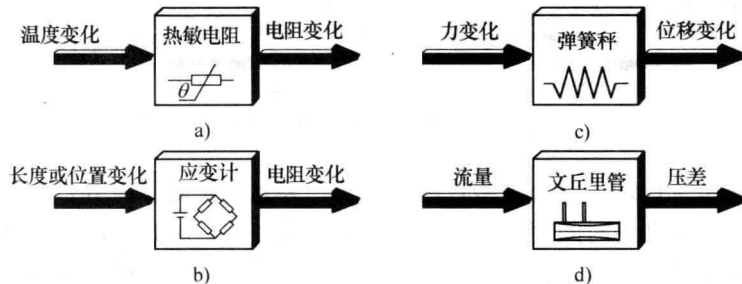 温度变化
热敏电阻
电阻变化
θ
a)
力变化
弹簧秤
位移变化
c)
长度或位置变化
应变计
电阻变化
b)
流量
文丘里管
压差
d)